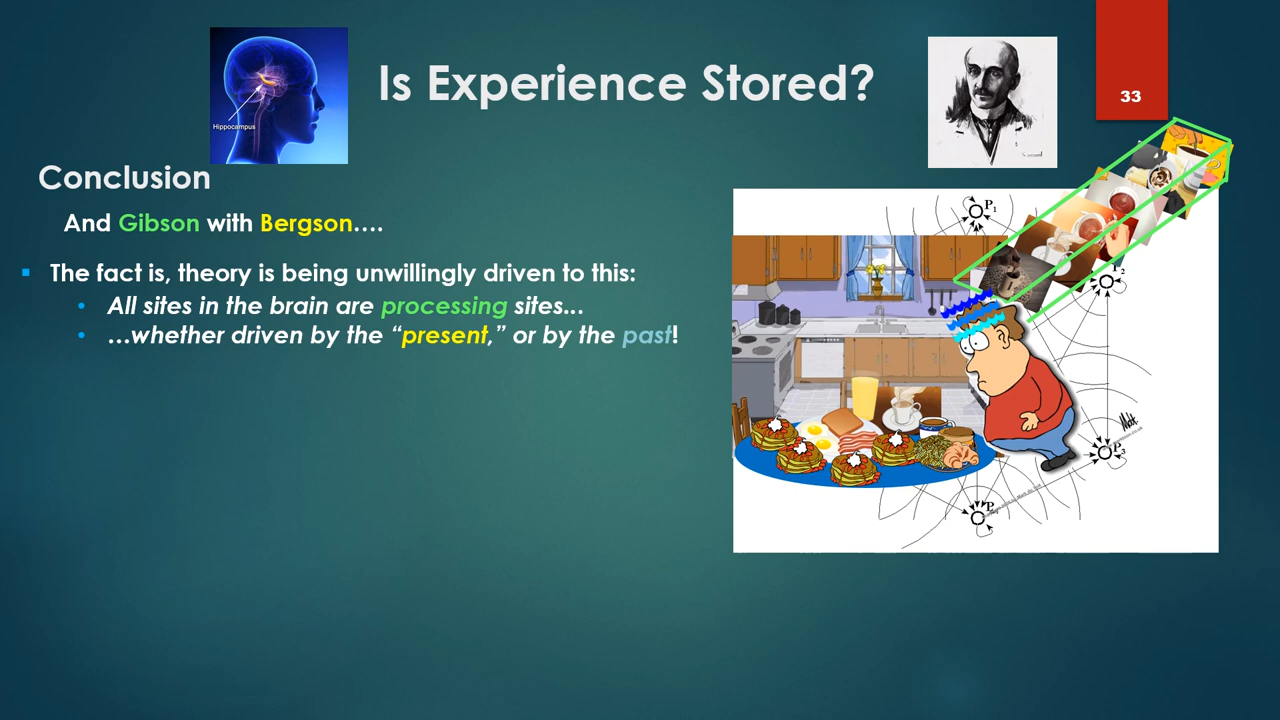 Is Experience Stored?
33
Hippocampus
Conclusion
And Gibson with Bergson....
The fact is, theory is being unwillingly driven to this:
All sites in the brain are processing sites...
...whether driven by the “present,” or by the past!
P1
P3